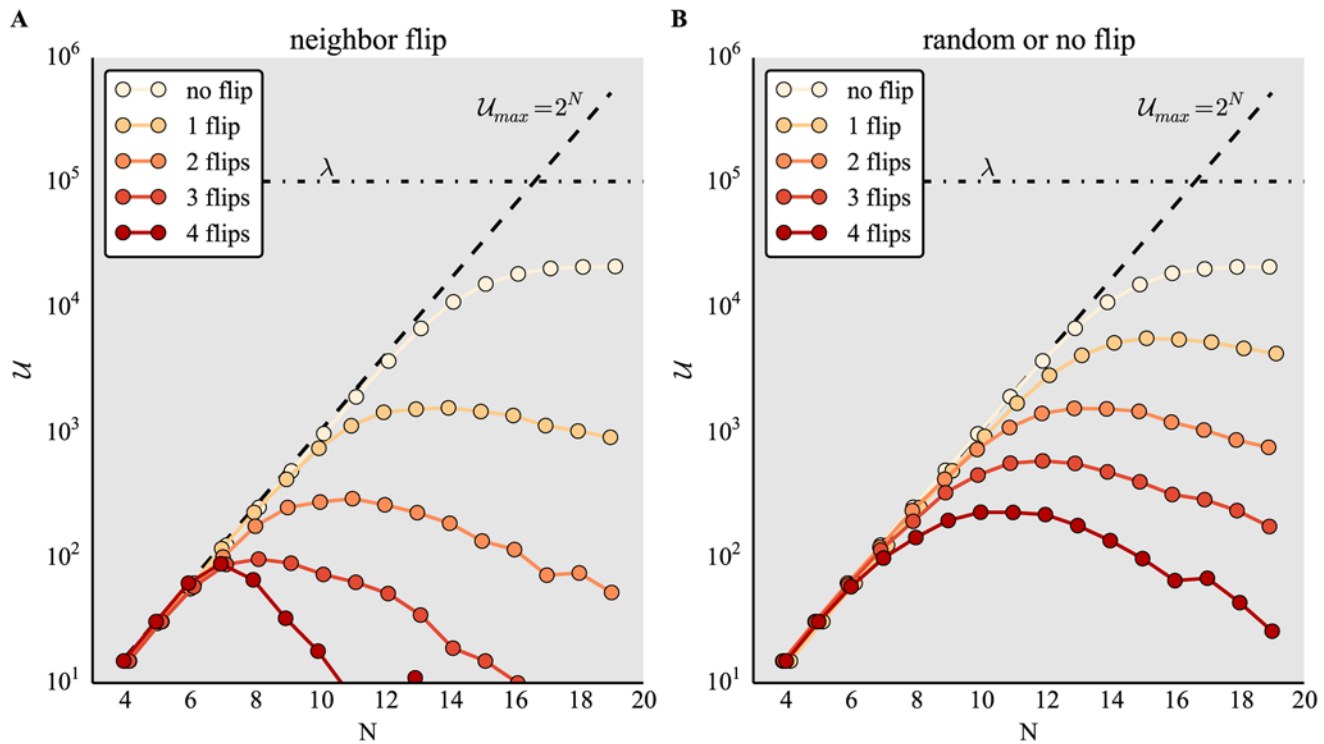 A
neighbor flip
10^6
10^5
10^4
10^3
10^2
10^1
𝒰
no flip
1 flip
2 flips
3 flips
4 flips
𝒰_max = 2^N
λ
4 6 8 10 12 14 16 18 20
N
B
random or no flip
10^6
10^5
10^4
10^3
10^2
10^1
𝒰
no flip
1 flip
2 flips
3 flips
4 flips
𝒰_max = 2^N
λ
4 6 8 10 12 14 16 18 20
N